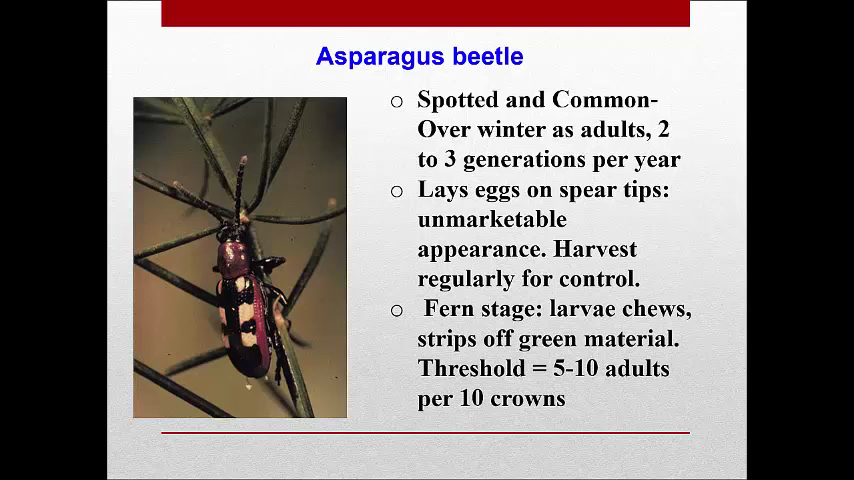 Asparagus beetle
o Spotted and Common-
Over winter as adults, 2
to 3 generations per year
o Lays eggs on spear tips:
unmarketable
appearance. Harvest
regularly for control.
o Fern stage: larvae chews,
strips off green material.
Threshold = 5-10 adults
per 10 crowns